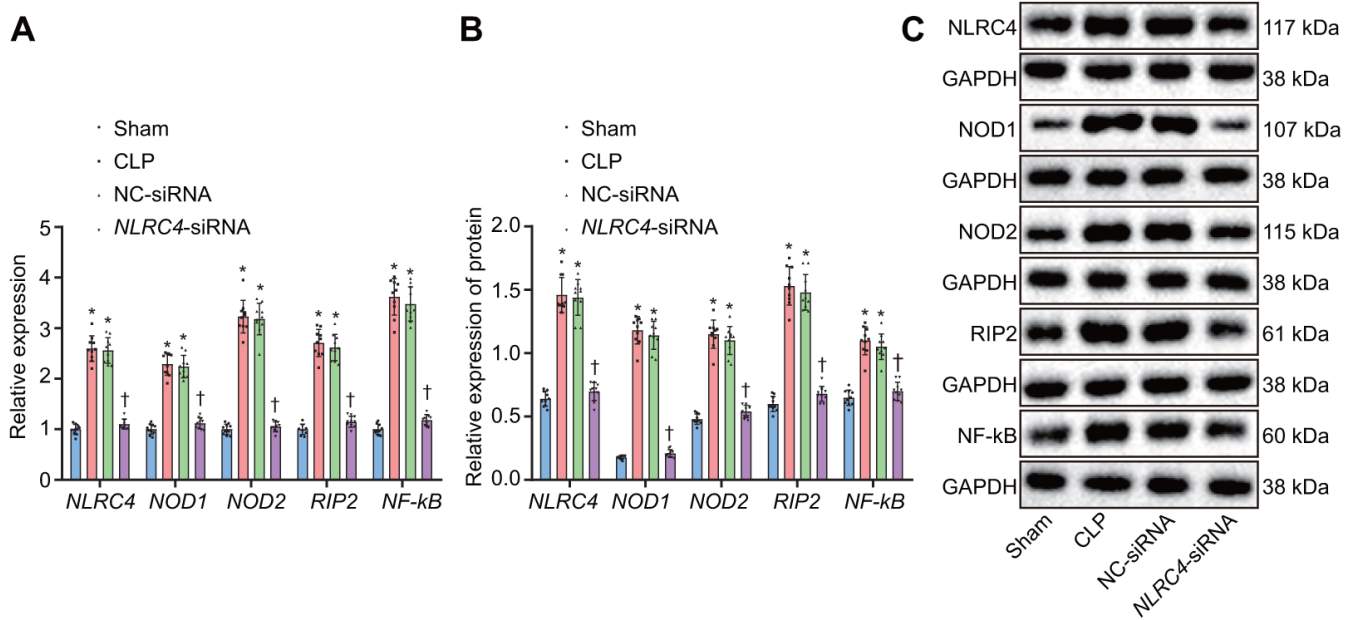 A
Sham
CLP
NC-siRNA
NLRC4-siRNA
Relative expression
5
4
3
2
1
0
* * * * * * * * * *
† † † † †
NLRC4 NOD1 NOD2 RIP2 NF-kB
B
Sham
CLP
NC-siRNA
NLRC4-siRNA
Relative expression of protein
2.0
1.5
1.0
0.5
0.0
* * * * * * * * * *
† † † † †
NLRC4 NOD1 NOD2 RIP2 NF-kB
C
NLRC4 117 kDa
GAPDH 38 kDa
NOD1 107 kDa
GAPDH 38 kDa
NOD2 115 kDa
GAPDH 38 kDa
RIP2 61 kDa
GAPDH 38 kDa
NF-kB 60 kDa
GAPDH 38 kDa
Sham CLP NC-siRNA NLRC4-siRNA